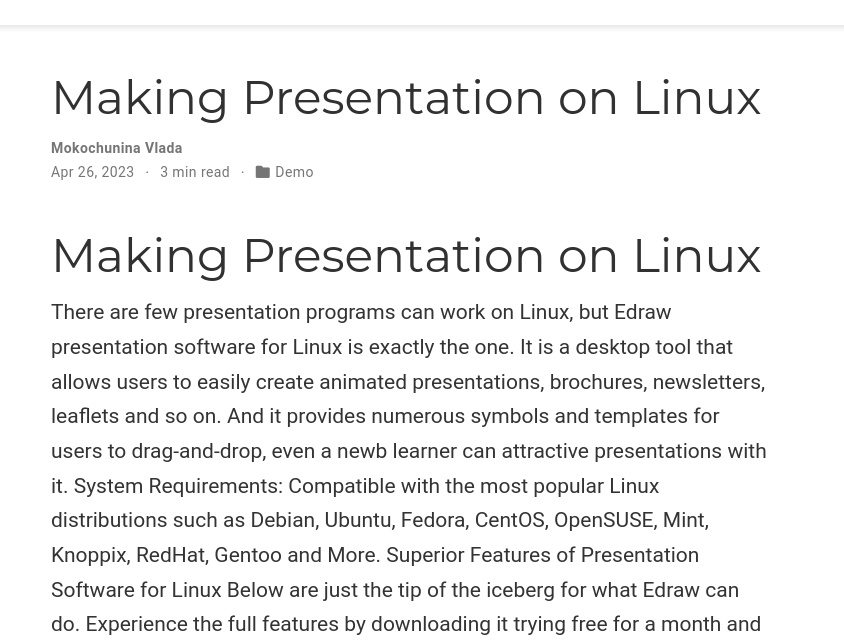 Making Presentation on Linux
Mokochunina Vlada
Apr 26, 2023 · 3 min read · Demo
Making Presentation on Linux
There are few presentation programs can work on Linux, but Edraw
presentation software for Linux is exactly the one. It is a desktop tool that
allows users to easily create animated presentations, brochures, newsletters,
leaflets and so on. And it provides numerous symbols and templates for
users to drag-and-drop, even a newb learner can attractive presentations with
it. System Requirements: Compatible with the most popular Linux
distributions such as Debian, Ubuntu, Fedora, CentOS, OpenSUSE, Mint,
Knoppix, RedHat, Gentoo and More. Superior Features of Presentation
Software for Linux Below are just the tip of the iceberg for what Edraw can
do. Experience the full features by downloading it trying free for a month and